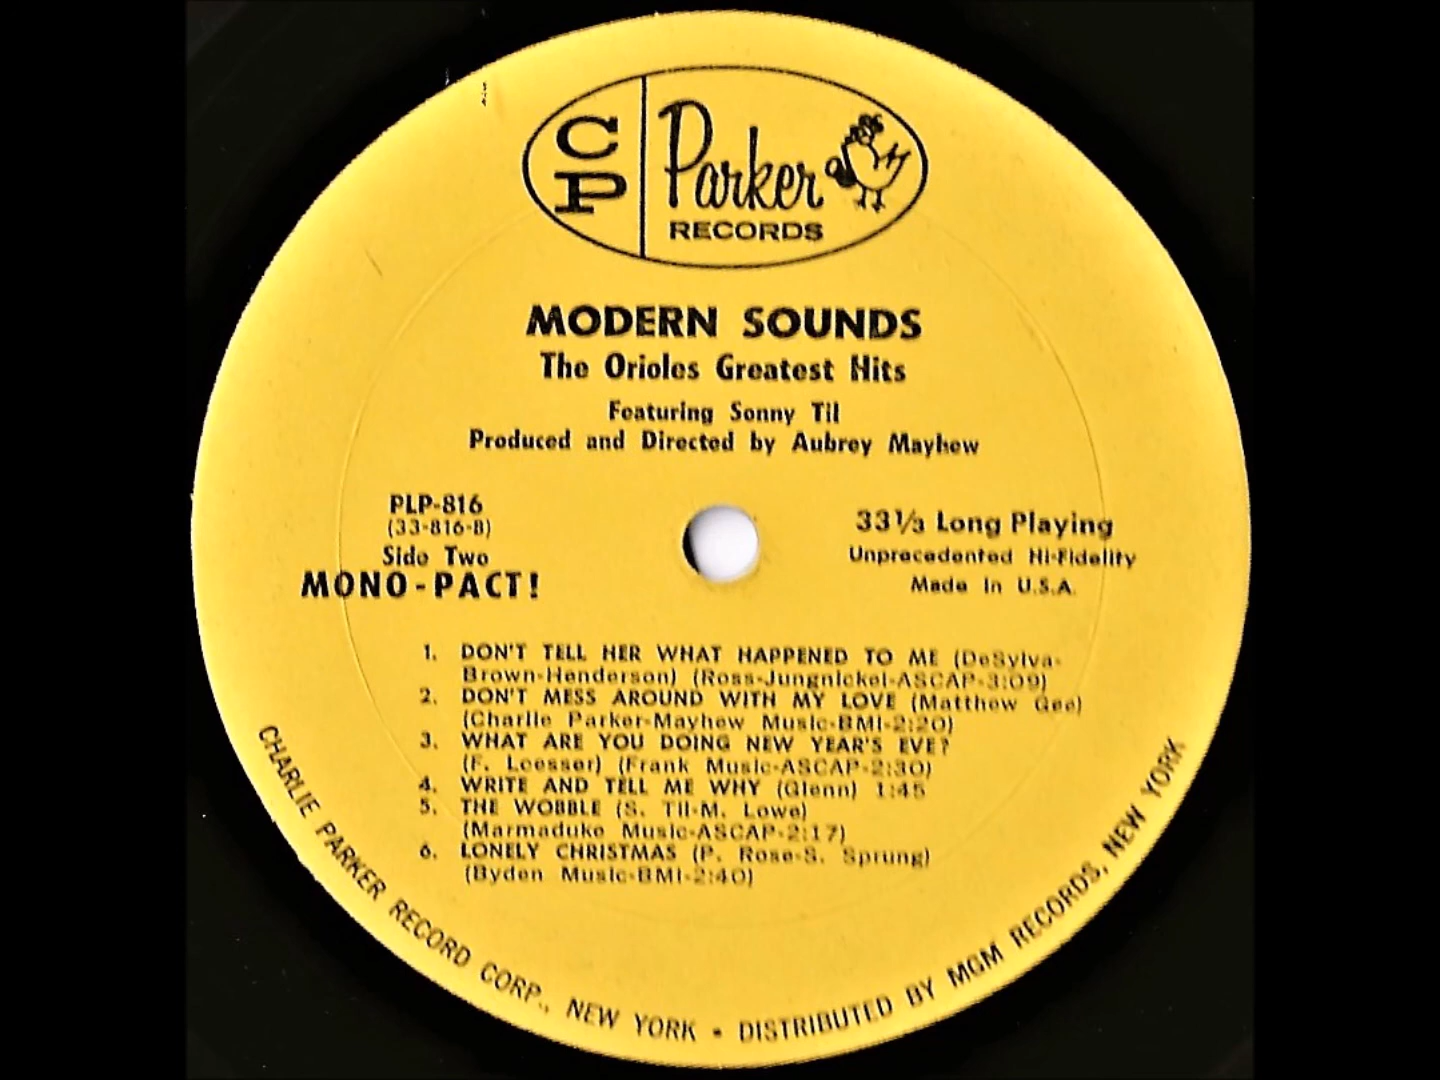 C
P
Parker
RECORDS
MODERN SOUNDS
The Orioles Greatest Hits
Featuring Sonny Til
Produced and Directed by Aubrey Mayhew
PLP-816
(33-816-B)
Side Two
MONO-PACT!
33⅓ Long Playing
Unprecedented Hi-Fidelity
Made In U.S.A.
1. DON'T TELL HER WHAT HAPPENED TO ME (DeSylva-
Brown-Henderson) (Ross-Jungnickel-ASCAP-3:09)
2. DON'T MESS AROUND WITH MY LOVE (Matthew Gee)
(Charlie Parker-Mayhew Music-BMI-2:20)
3. WHAT ARE YOU DOING NEW YEAR'S EVE?
(F. Loesser) (Frank Music-ASCAP-2:30)
4. WRITE AND TELL ME WHY (Glenn) 1:45
5. THE WOBBLE (S. Til-M. Lowe)
(Marmaduke Music-ASCAP-2:17)
6. LONELY CHRISTMAS (P. Rose-S. Sprung)
(Byden Music-BMI-2:40)
CHARLIE PARKER RECORD CORP., NEW YORK • DISTRIBUTED BY MGM RECORDS, NEW YORK